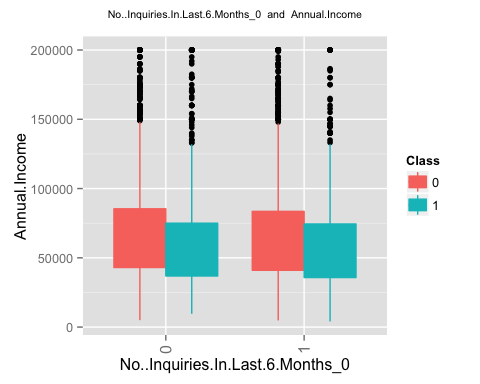 No..Inquiries.In.Last.6.Months_0 and Annual.Income
200000
150000
100000
50000
0
Annual.Income
0
1
No..Inquiries.In.Last.6.Months_0
Class
0
1